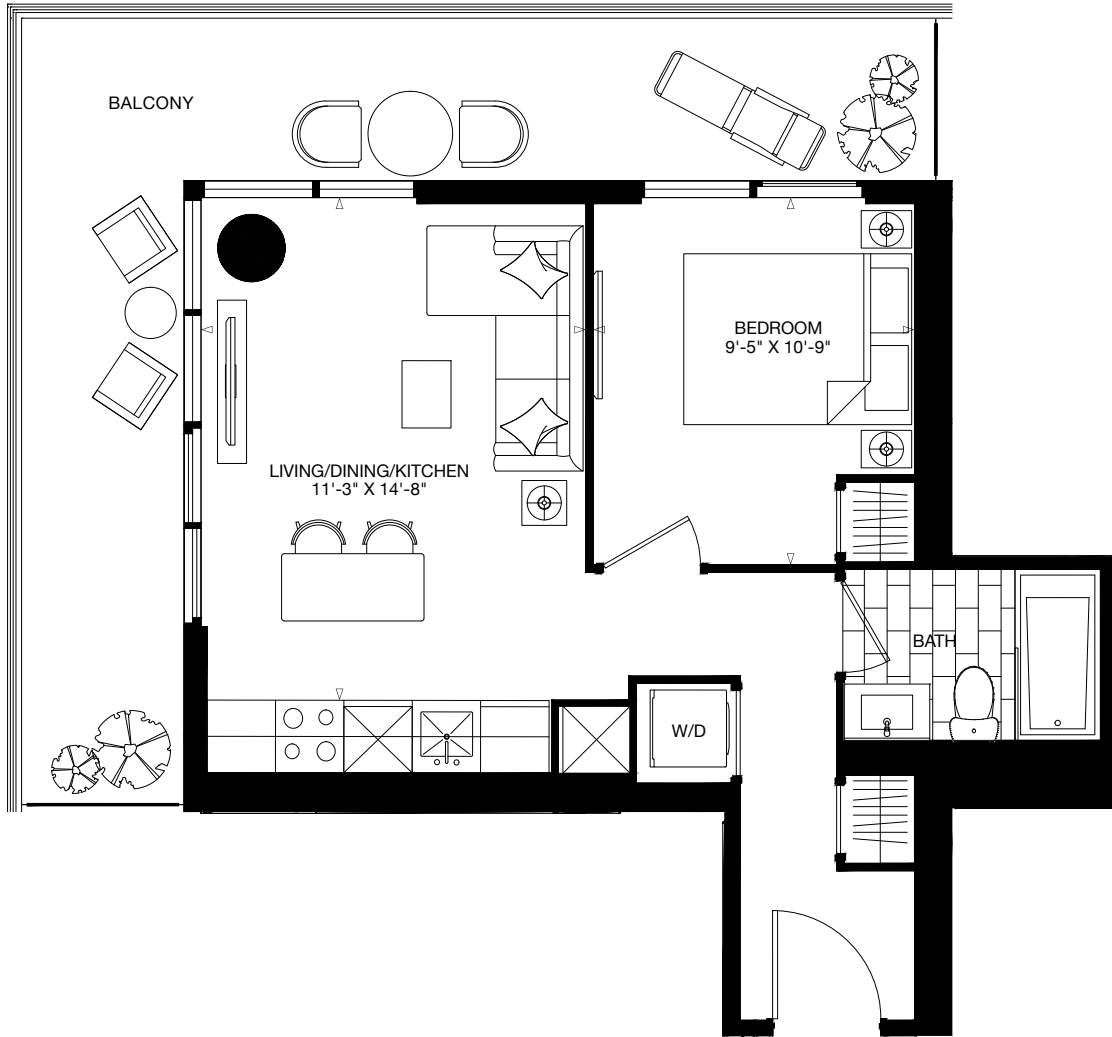 BALCONY
BEDROOM
9'-5" X 10'-9"
LIVING/DINING/KITCHEN
11'-3" X 14'-8"
BATH
W/D